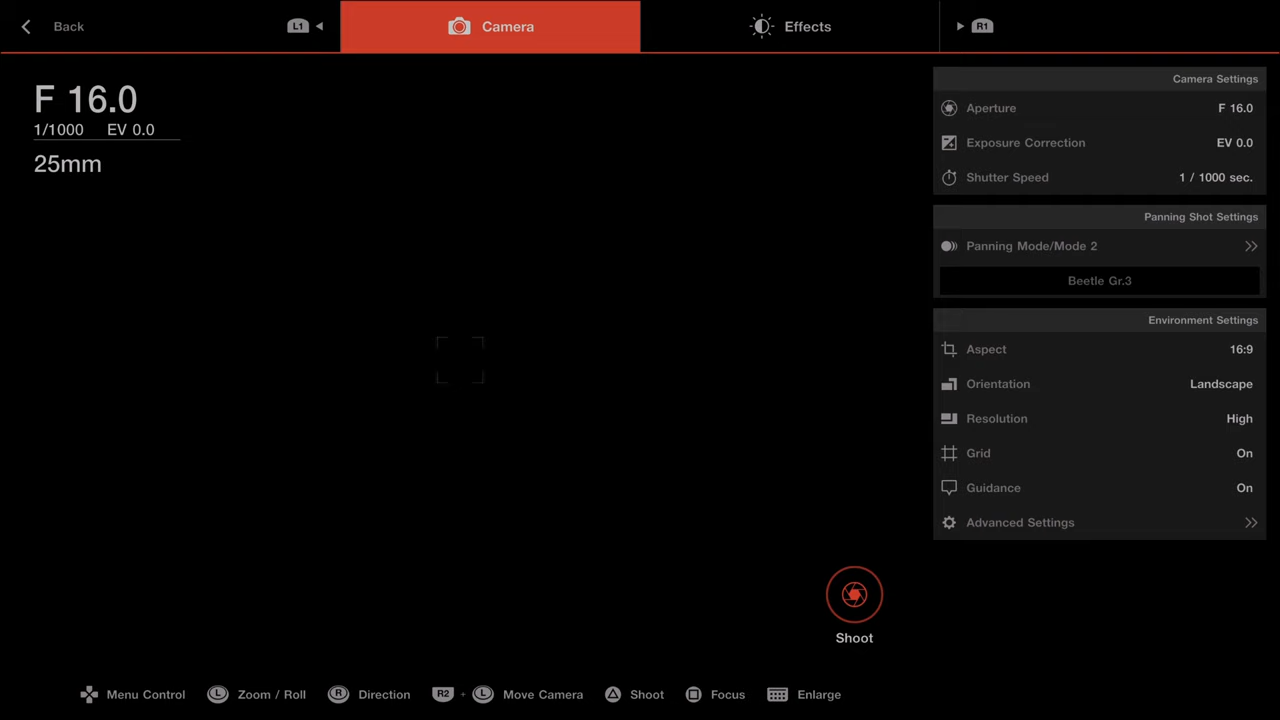 Back
L1
Camera
Effects
R1
F 16.0
1/1000 EV 0.0
25mm
Camera Settings
Aperture F 16.0
Exposure Correction EV 0.0
Shutter Speed 1 / 1000 sec.
Panning Shot Settings
Panning Mode/Mode 2
Beetle Gr.3
Environment Settings
Aspect 16:9
Orientation Landscape
Resolution High
Grid On
Guidance On
Advanced Settings
Shoot
Menu Control L Zoom / Roll R Direction R2 + L Move Camera Shoot Focus Enlarge